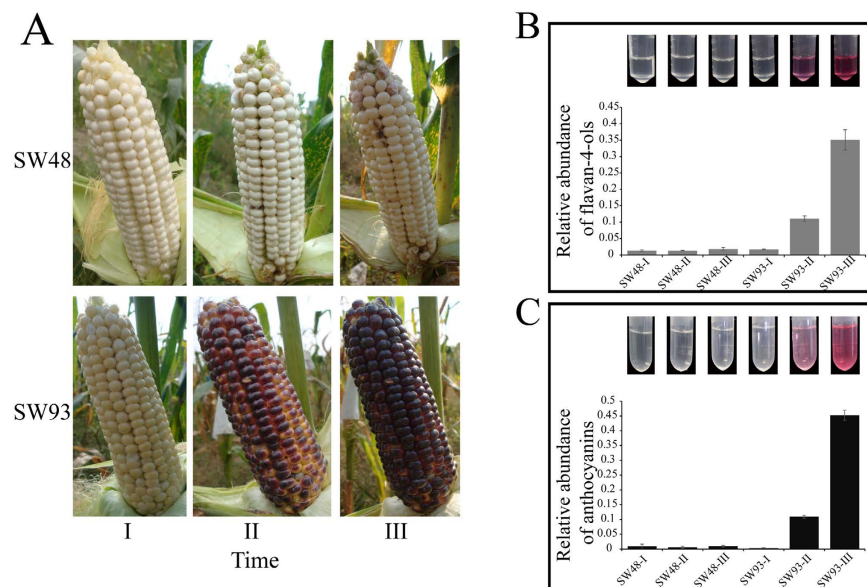 A
SW48
SW93
I
II
III
Time
B
Relative abundance
of flavan-4-ols
0.45
0.4
0.35
0.3
0.25
0.2
0.15
0.1
0.05
0
SW48-I
SW48-II
SW48-III
SW93-I
SW93-II
SW93-III
C
Relative abundance
of anthocyanins
0.5
0.45
0.4
0.35
0.3
0.25
0.2
0.15
0.1
0.05
0
SW48-I
SW48-II
SW48-III
SW93-I
SW93-II
SW93-III